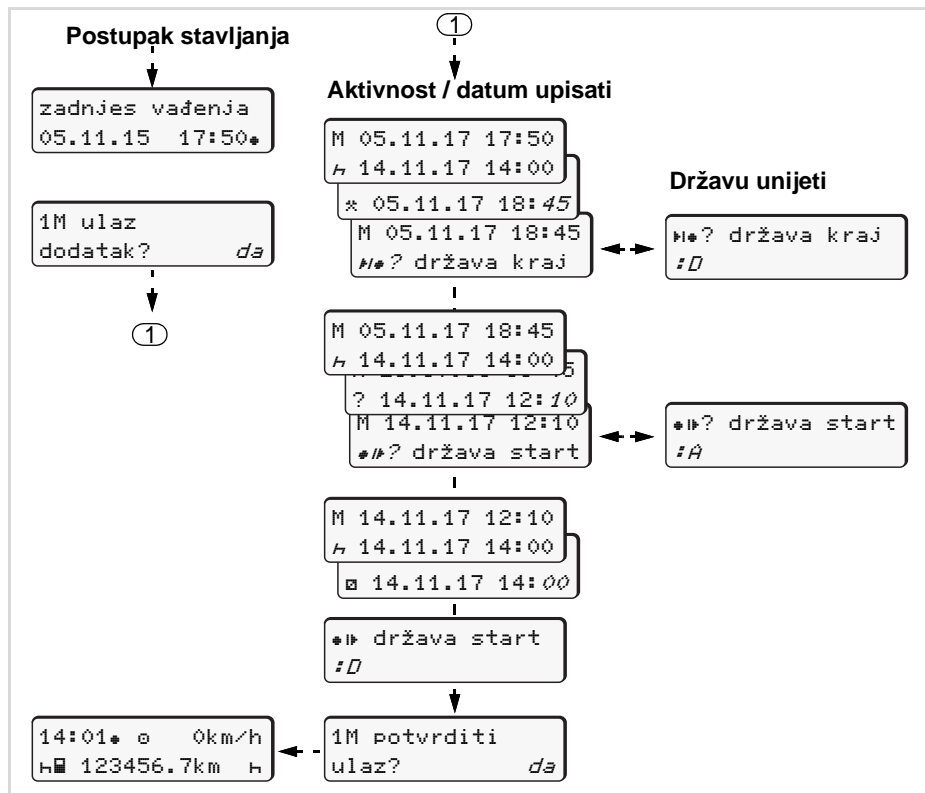 Postupak stavljanja
zadnjes vađenja
05.11.15 17:50
1M ulaz
dodatak? da
1
1
Aktivnost / datum upisati
M 05.11.17 17:50
14.11.17 14:00
05.11.17 18:45
M 05.11.17 18:45
? država kraj
Državu unijeti
? država kraj
:D
M 05.11.17 18:45
14.11.17 14:00
? 14.11.17 12:10
M 14.11.17 12:10
? država start
? država start
:A
M 14.11.17 12:10
14.11.17 14:00
14.11.17 14:00
država start
:D
1M potvrditi
ulaz? da
14:01 0km/h
123456.7km